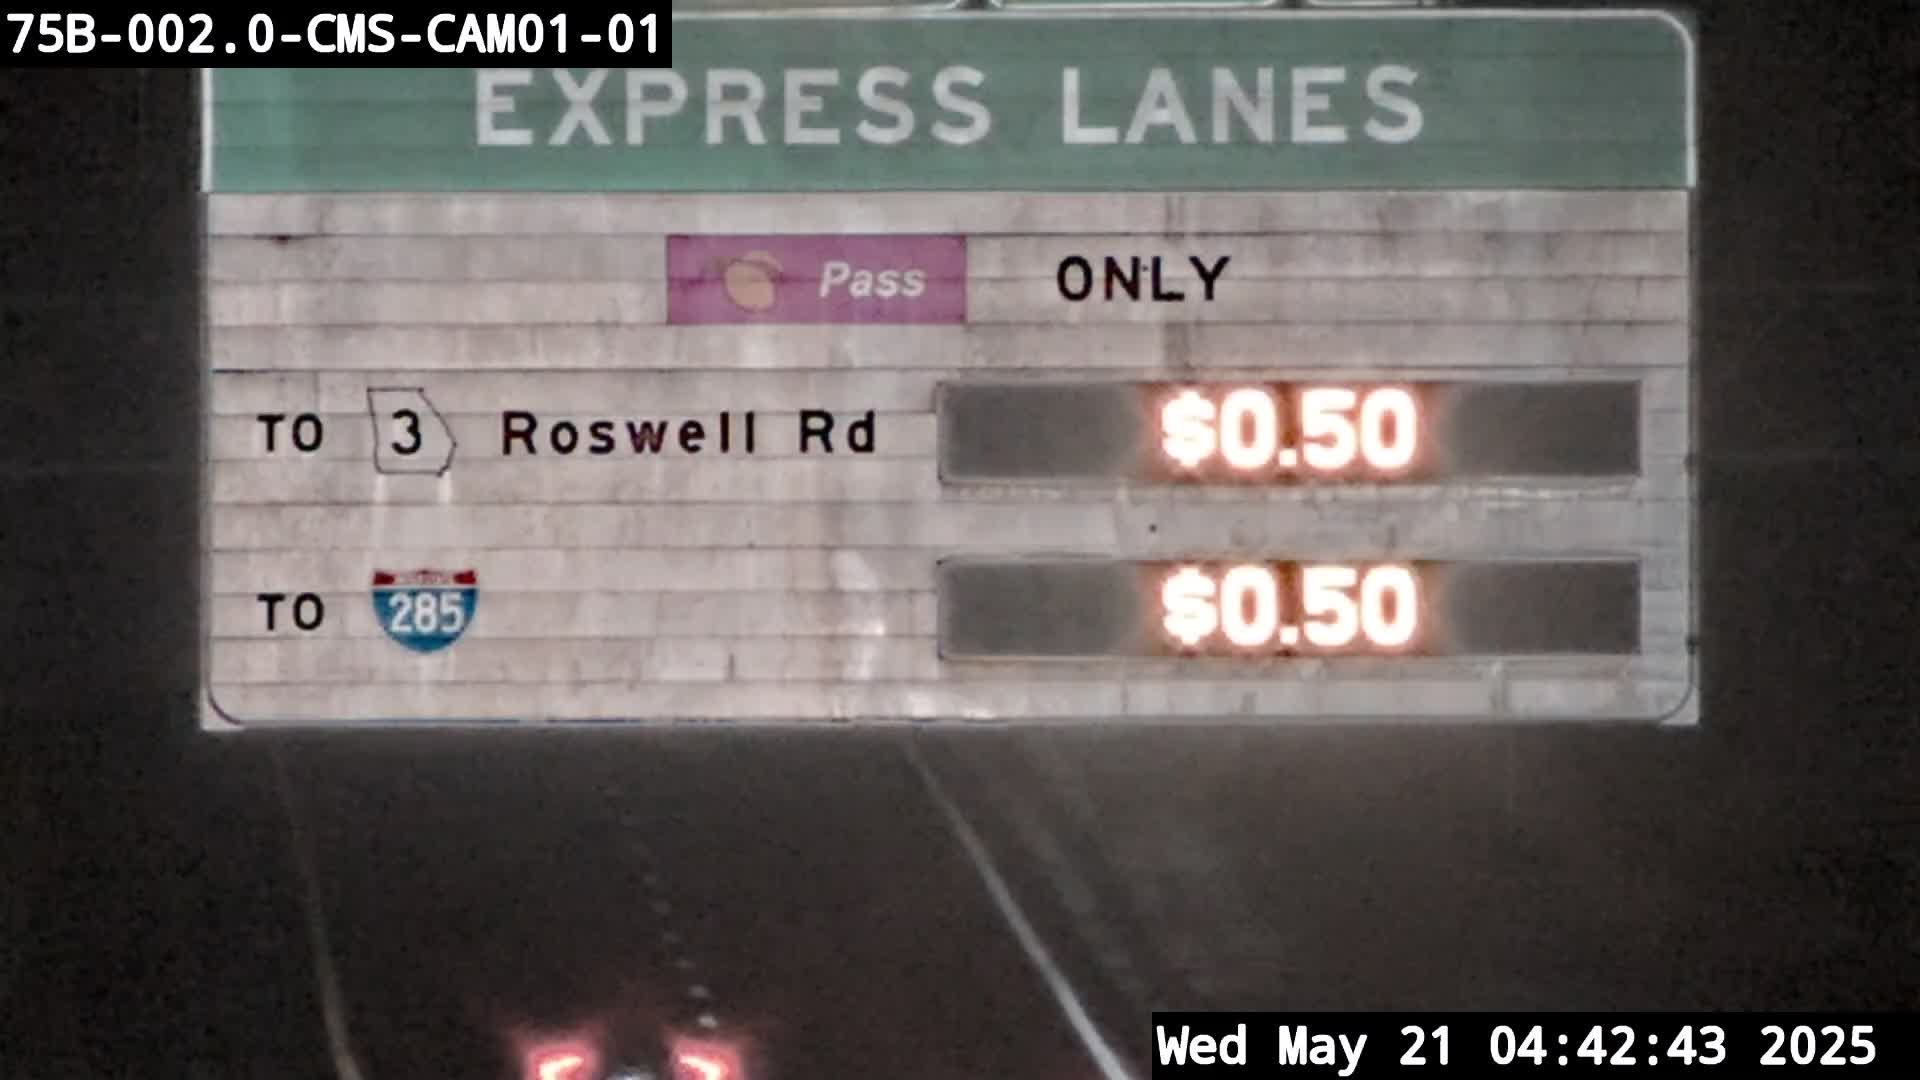 75B-002.0-CMS-CAM01-01
EXPRESS LANES
Pass ONLY
TO 3 Roswell Rd $0.50
TO 285 $0.50
Wed May 21 04:42:43 2025